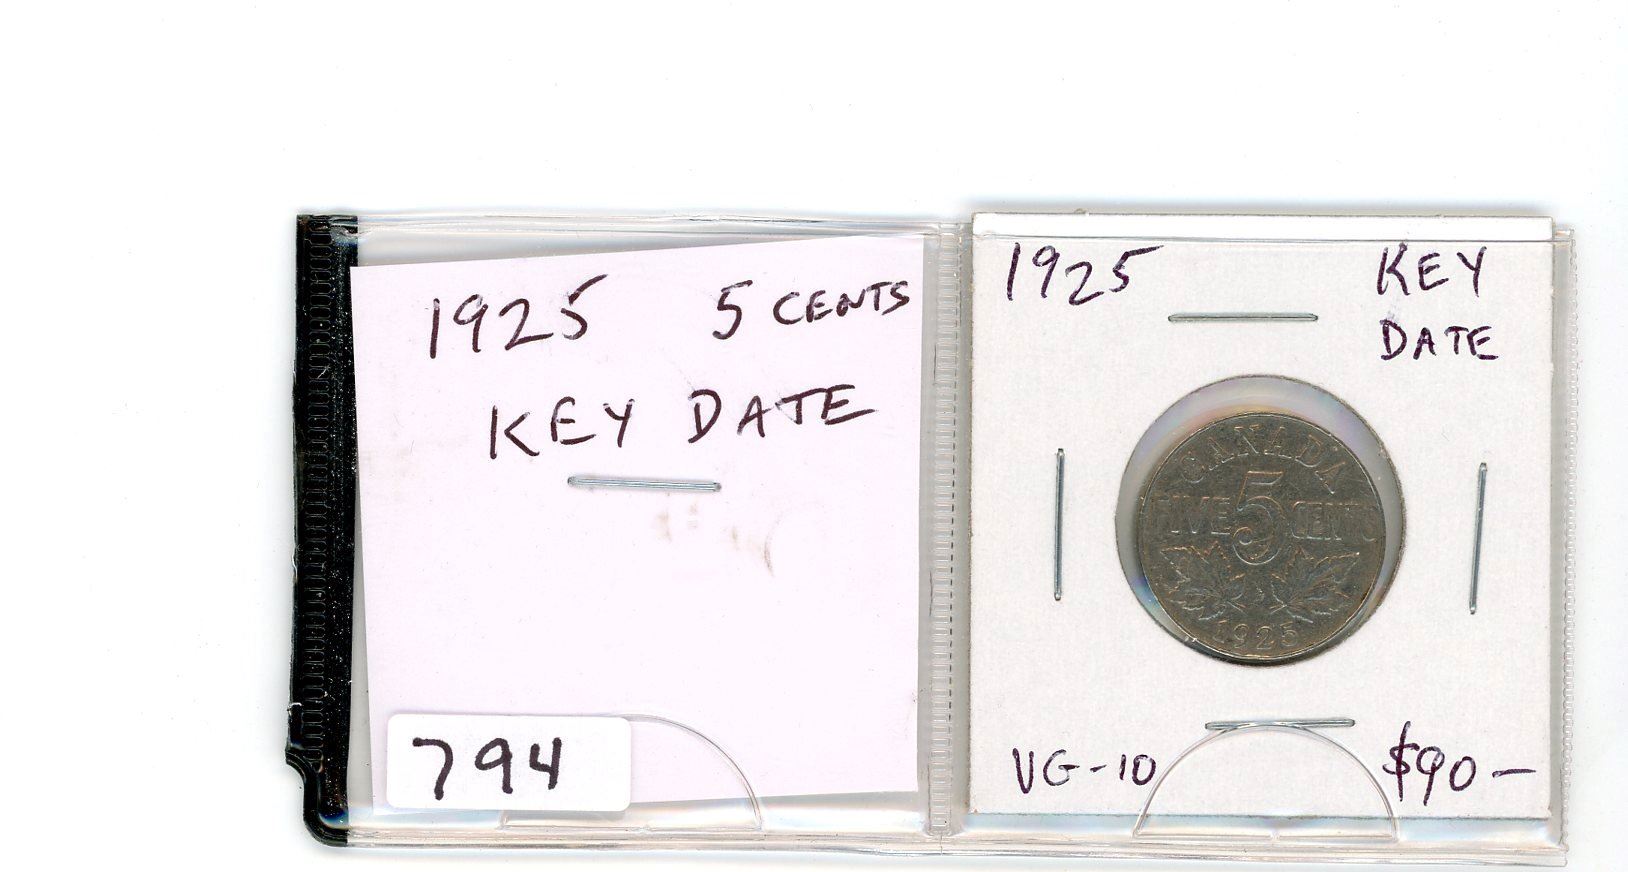 1925 5 CENTS
KEY DATE
794
1925 KEY
DATE
CANADA
FIVE 5 CENTS
1925
VG-10 $90-